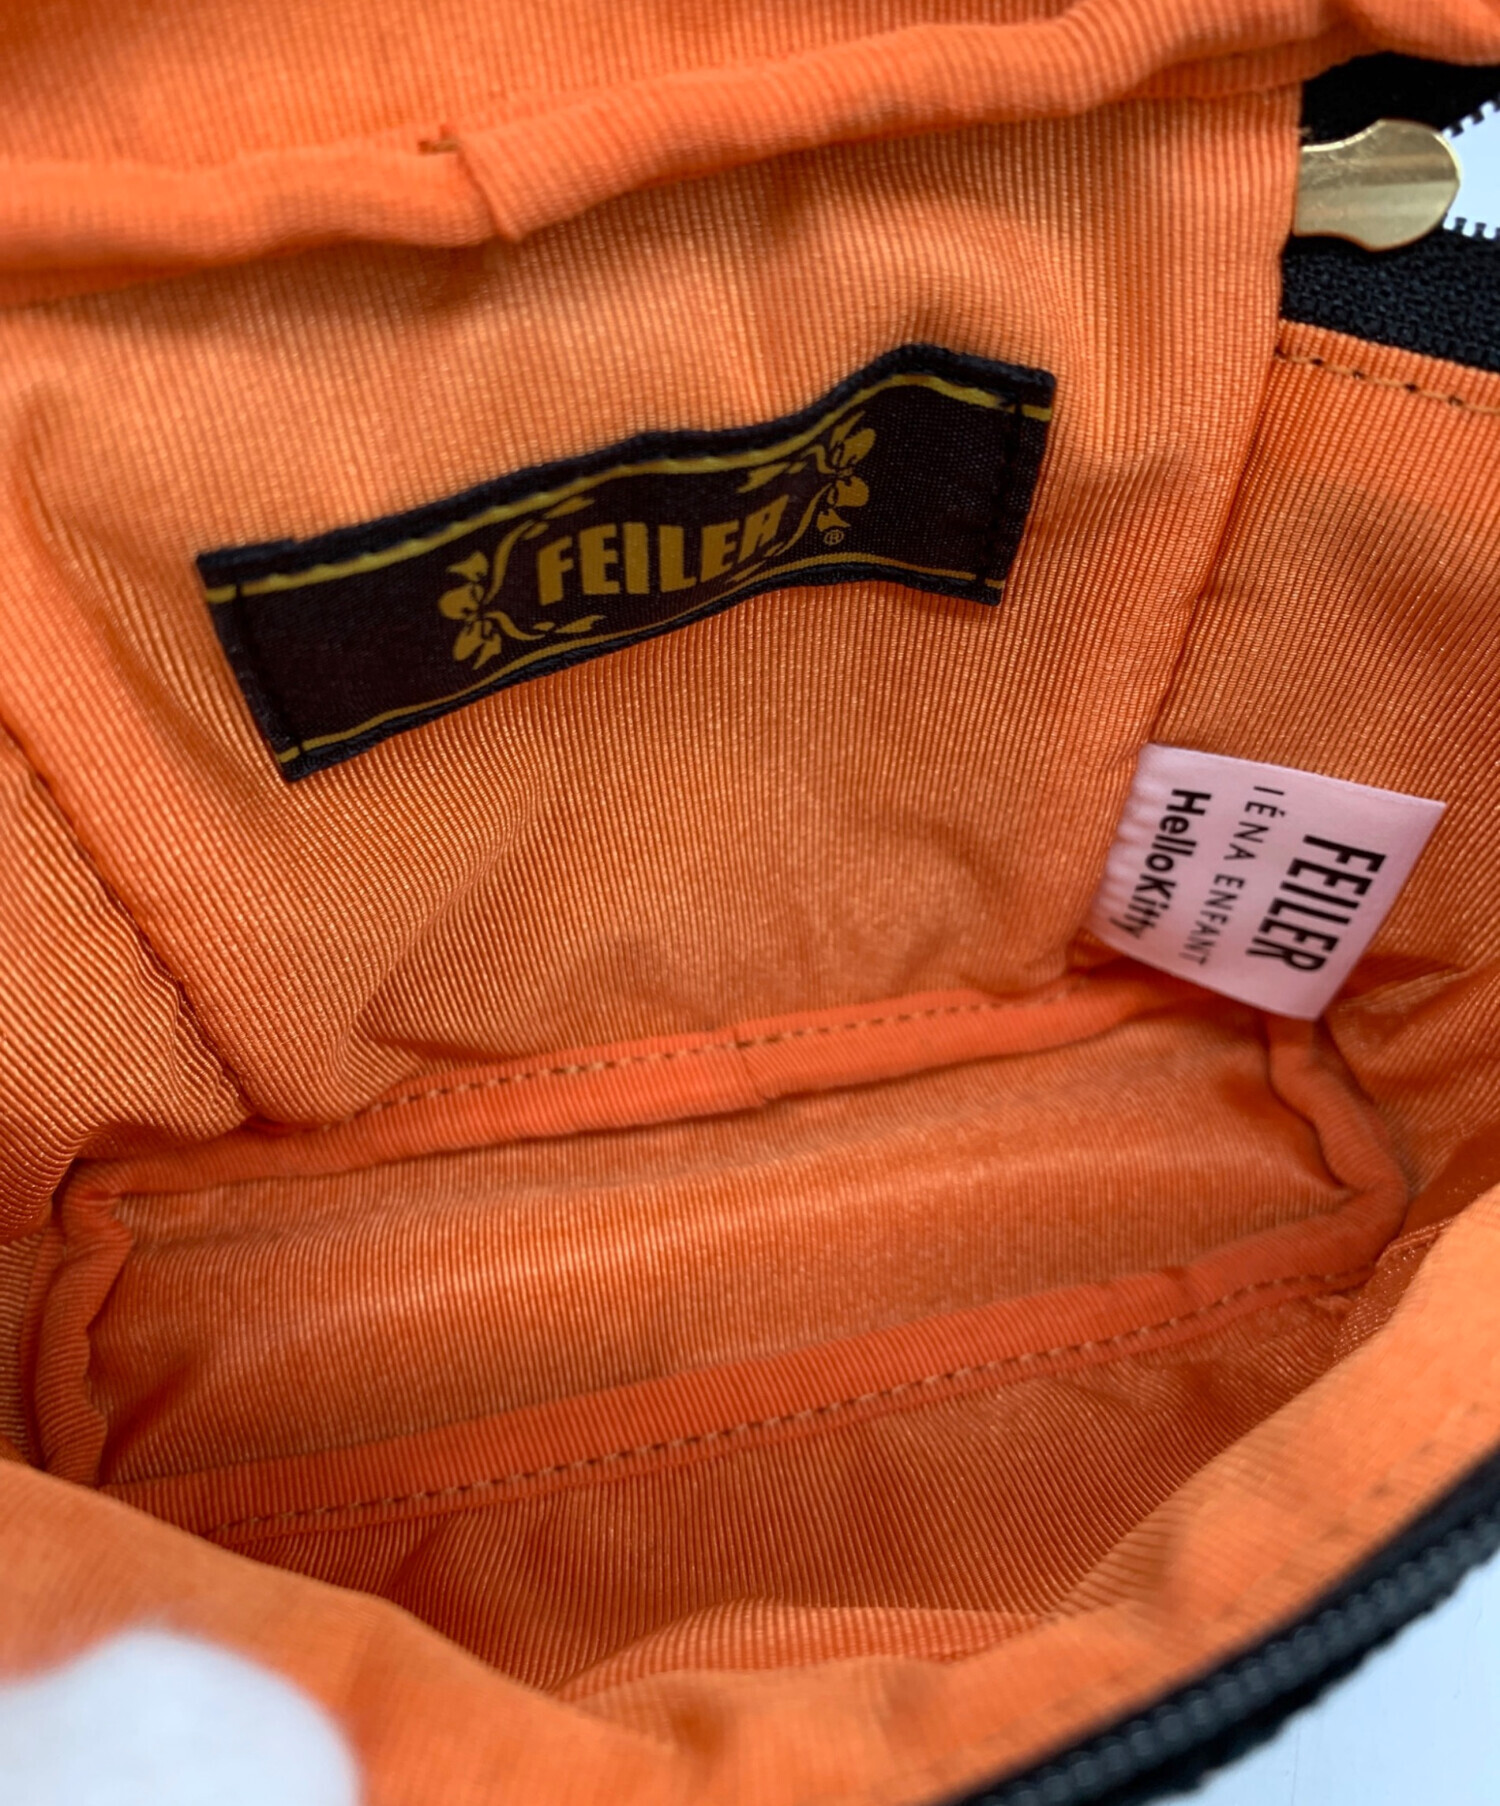 FEILER ®
FEILER
IÉNA ENFANT
HelloKitty